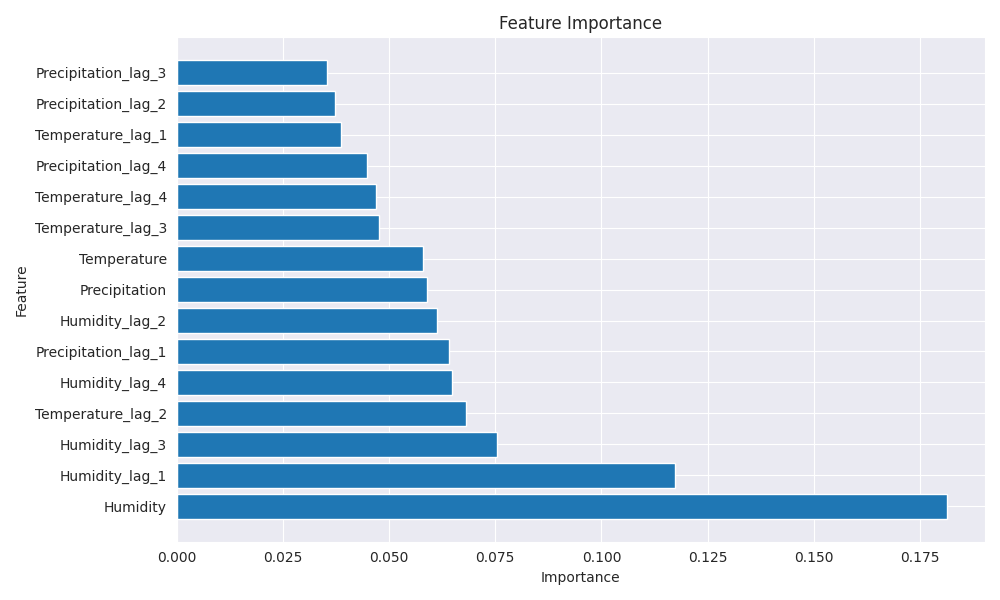 Feature Importance
Precipitation_lag_3
Precipitation_lag_2
Temperature_lag_1
Precipitation_lag_4
Temperature_lag_4
Temperature_lag_3
Temperature
Precipitation
Humidity_lag_2
Precipitation_lag_1
Humidity_lag_4
Temperature_lag_2
Humidity_lag_3
Humidity_lag_1
Humidity
Feature
0.000 0.025 0.050 0.075 0.100 0.125 0.150 0.175
Importance